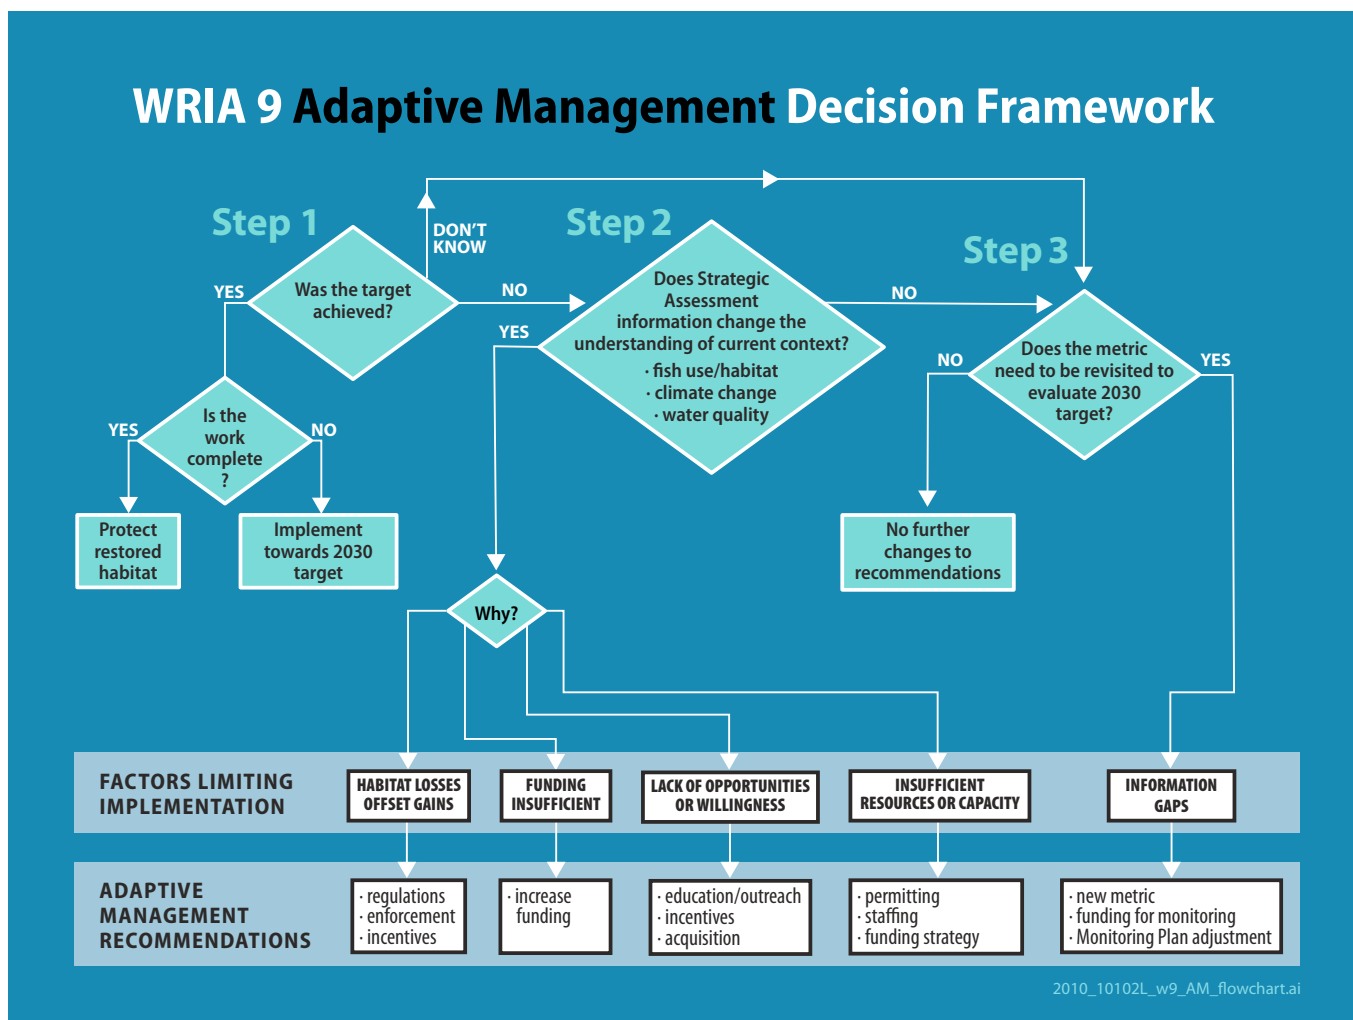 WRIA 9 Adaptive Management Decision Framework
Step 1
Was the target
achieved?
YES
DON'T
KNOW
NO
Is the
work
complete
?
YES
NO
Protect
restored
habitat
Implement
towards 2030
target
Step 2
Does Strategic
Assessment
information change the
understanding of current context?
· fish use/habitat
· climate change
· water quality
YES
NO
Why?
Step 3
Does the metric
need to be revisited to
evaluate 2030
target?
NO
YES
No further
changes to
recommendations
FACTORS LIMITING
IMPLEMENTATION
HABITAT LOSSES
OFFSET GAINS
FUNDING
INSUFFICIENT
LACK OF OPPORTUNITIES
OR WILLINGNESS
INSUFFICIENT
RESOURCES OR CAPACITY
INFORMATION
GAPS
ADAPTIVE
MANAGEMENT
RECOMMENDATIONS
· regulations
· enforcement
· incentives
· increase
funding
· education/outreach
· incentives
· acquisition
· permitting
· staffing
· funding strategy
· new metric
· funding for monitoring
· Monitoring Plan adjustment
2010_10102L_w9_AM_flowchart.ai